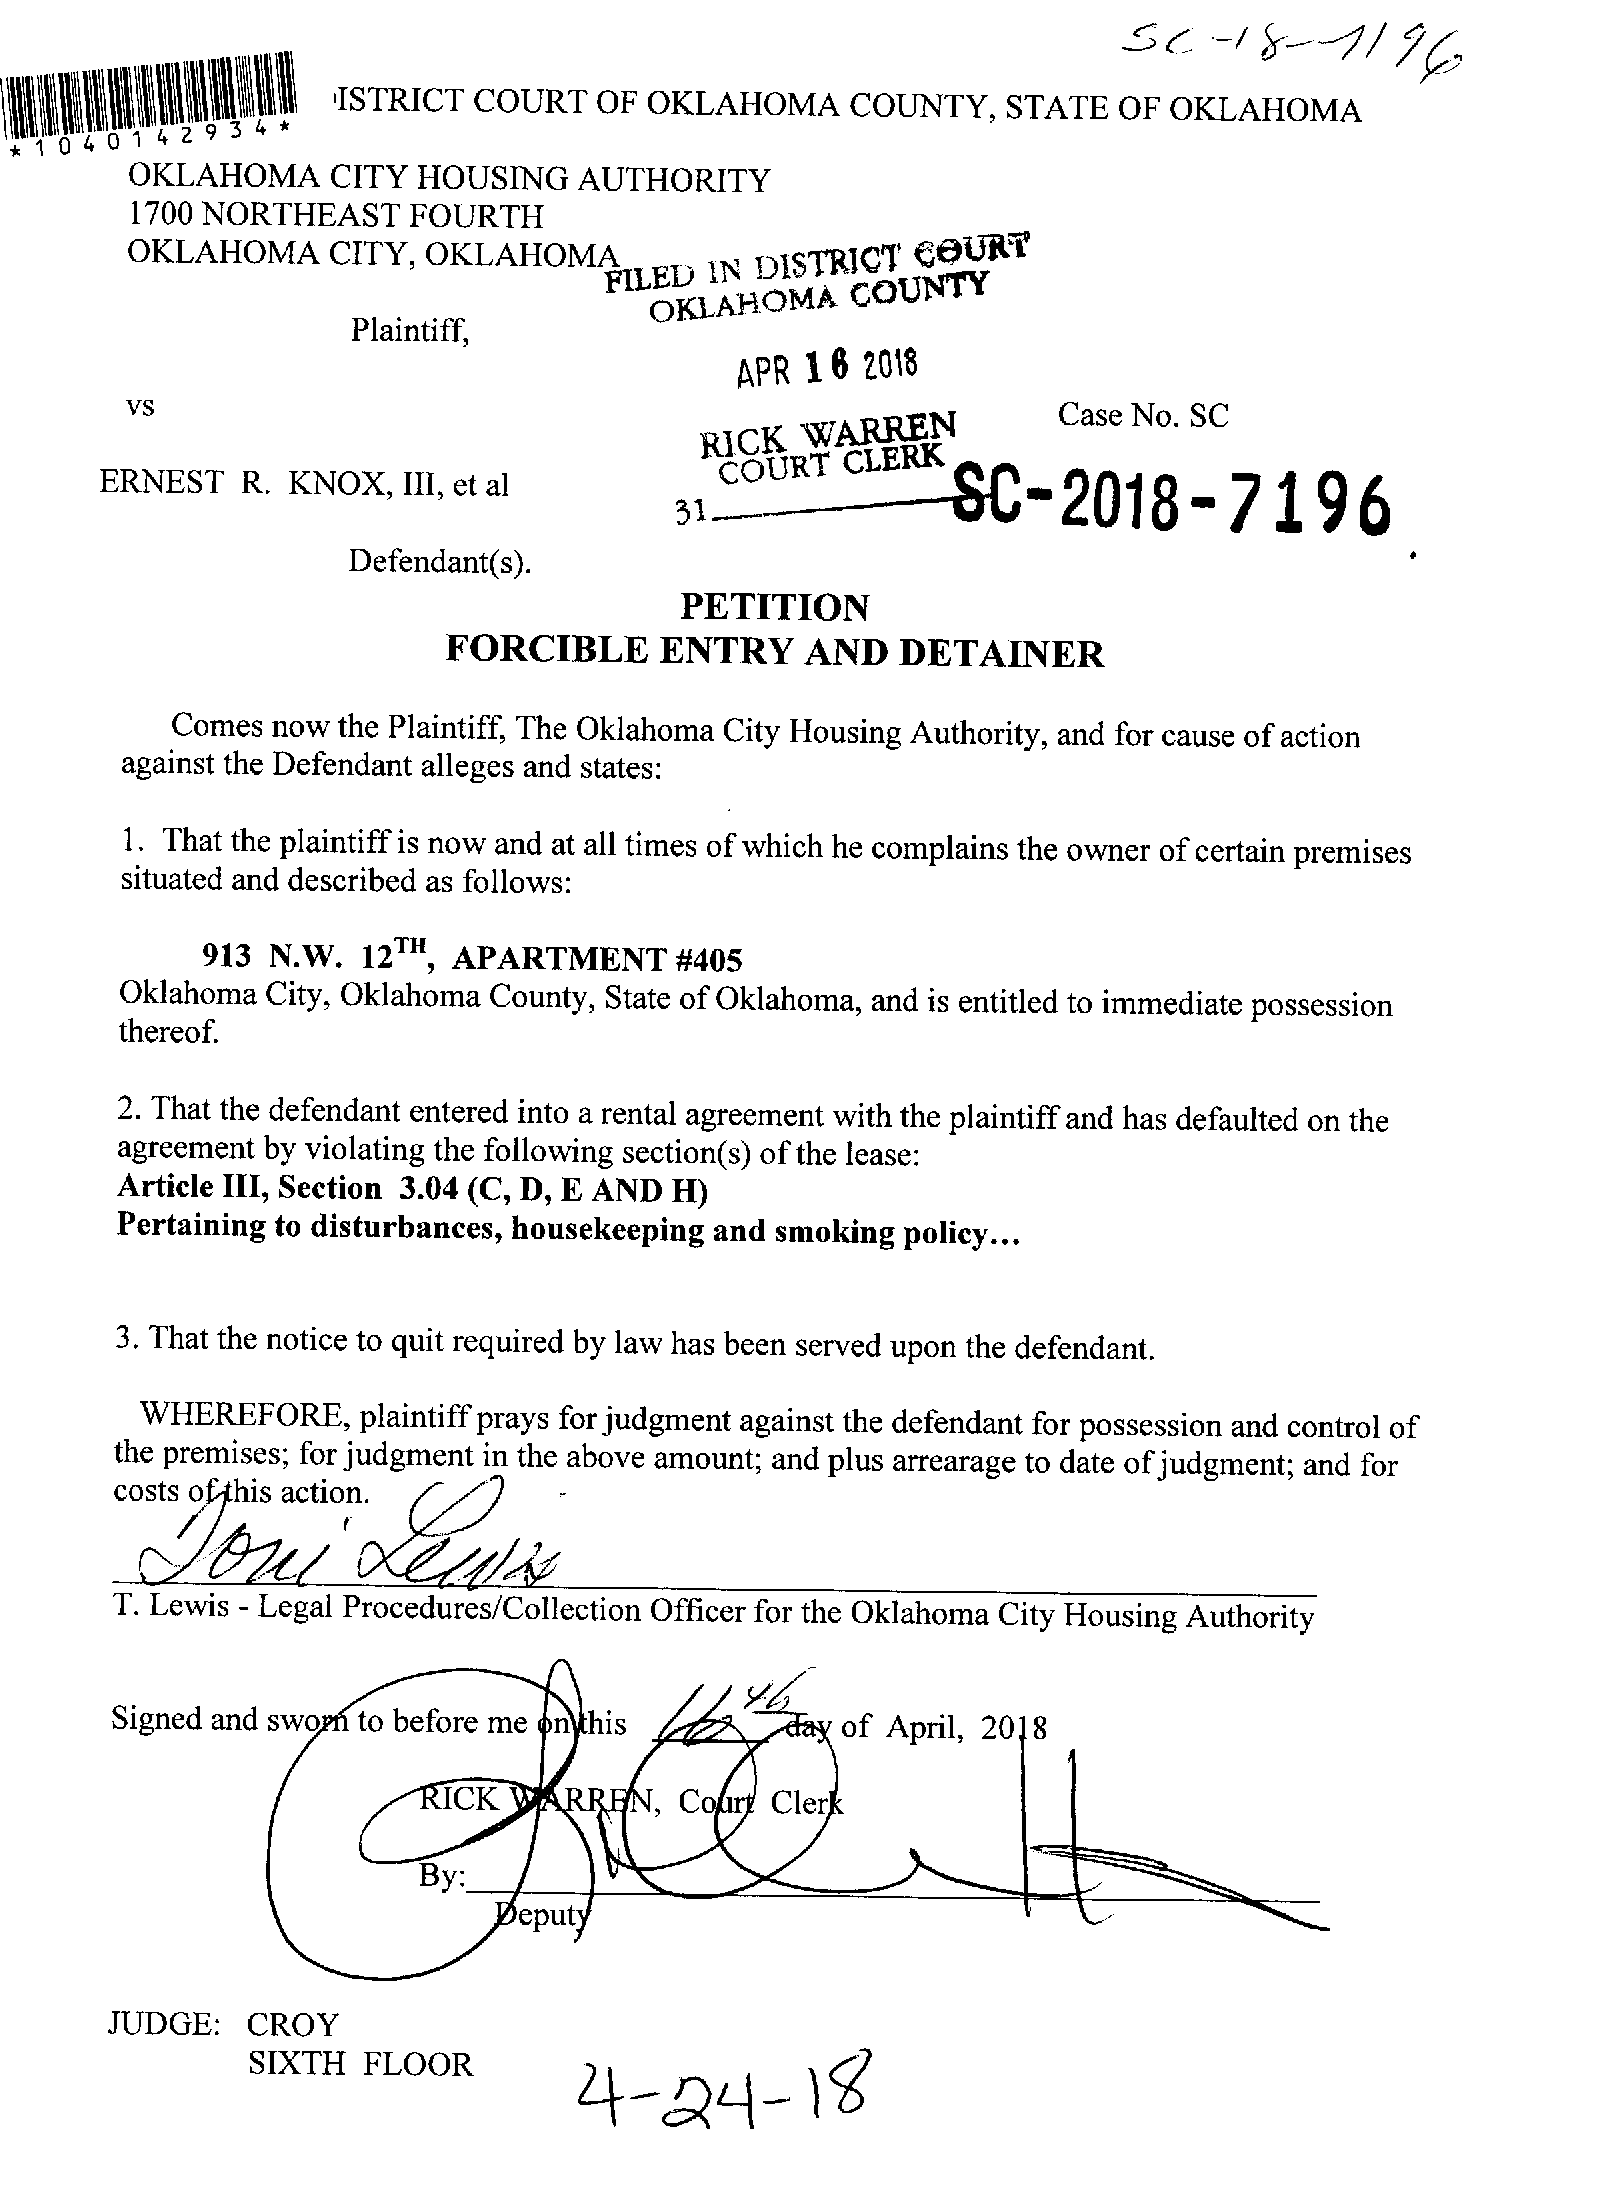 SC-18-7196
ISTRICT COURT OF OKLAHOMA COUNTY, STATE OF OKLAHOMA
*1040142934*
OKLAHOMA CITY HOUSING AUTHORITY
1700 NORTHEAST FOURTH
OKLAHOMA CITY, OKLAHOMA
FILED IN DISTRICT COURT
OKLAHOMA COUNTY
Plaintiff,
APR 16 2018
vs
RICK WARREN
COURT CLERK
Case No. SC
ERNEST R. KNOX, III, et al
31
SC-2018-7196
Defendant(s).
PETITION
FORCIBLE ENTRY AND DETAINER
Comes now the Plaintiff, The Oklahoma City Housing Authority, and for cause of action
against the Defendant alleges and states:
1. That the plaintiff is now and at all times of which he complains the owner of certain premises
situated and described as follows:
913 N.W. 12TH, APARTMENT #405
Oklahoma City, Oklahoma County, State of Oklahoma, and is entitled to immediate possession
thereof.
2. That the defendant entered into a rental agreement with the plaintiff and has defaulted on the
agreement by violating the following section(s) of the lease:
Article III, Section 3.04 (C, D, E AND H)
Pertaining to disturbances, housekeeping and smoking policy...
3. That the notice to quit required by law has been served upon the defendant.
WHEREFORE, plaintiff prays for judgment against the defendant for possession and control of
the premises; for judgment in the above amount; and plus arrearage to date of judgment; and for
costs of this action.
Toni Lewis
T. Lewis - Legal Procedures/Collection Officer for the Oklahoma City Housing Authority
Signed and sworn to before me on this 16th day of April, 2018
RICK WARREN, Court Clerk
By:
Deputy
JUDGE: CROY
SIXTH FLOOR
4-24-18